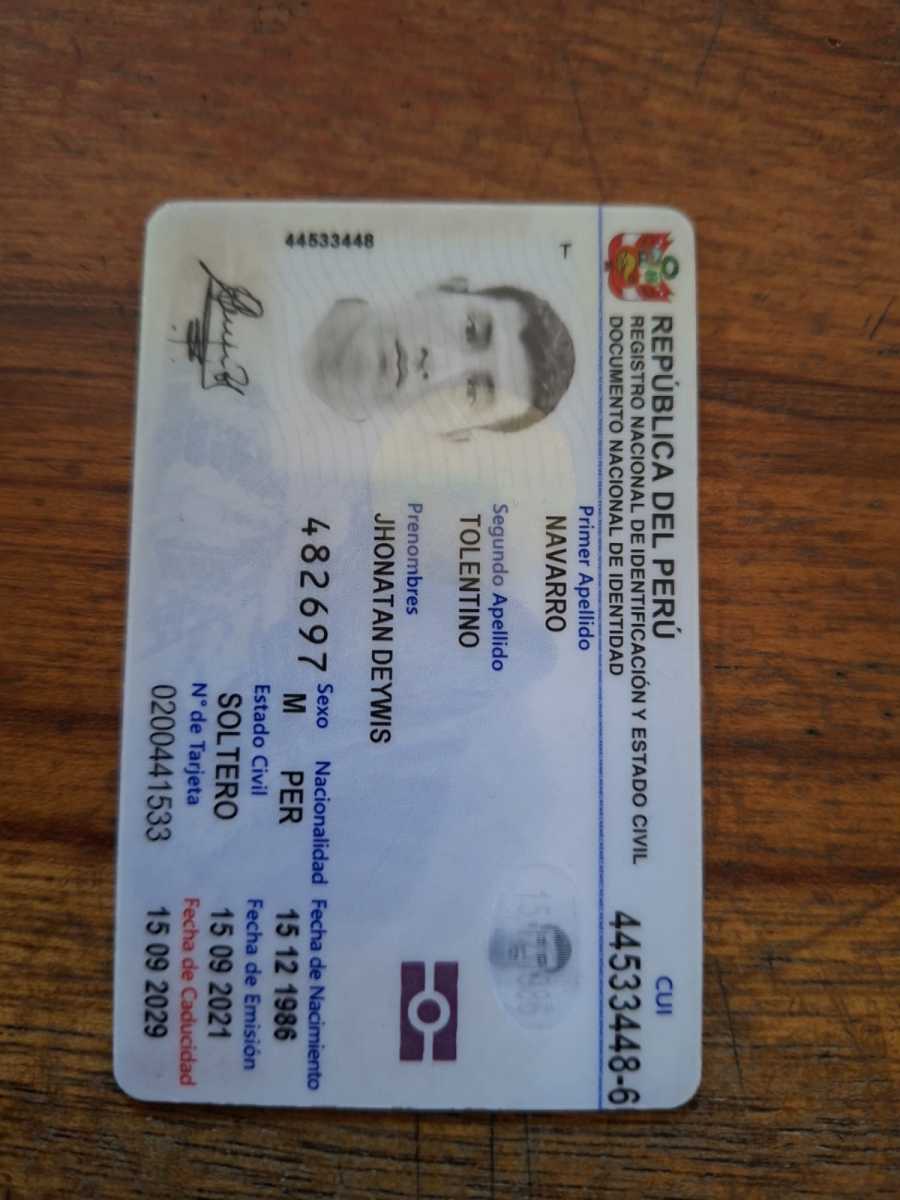 REPÚBLICA DEL PERÚ
REGISTRO NACIONAL DE IDENTIFICACIÓN Y ESTADO CIVIL
DOCUMENTO NACIONAL DE IDENTIDAD
CUI
44533448-6
T
44533448
Primer Apellido
NAVARRO
Segundo Apellido
TOLENTINO
Prenombres
JHONATAN DEYWIS
482697
Sexo Nacionalidad Fecha de Nacimiento
M PER 15 12 1986
Estado Civil Fecha de Emisión
SOLTERO 15 09 2021
N° de Tarjeta Fecha de Caducidad
0200441533 15 09 2029